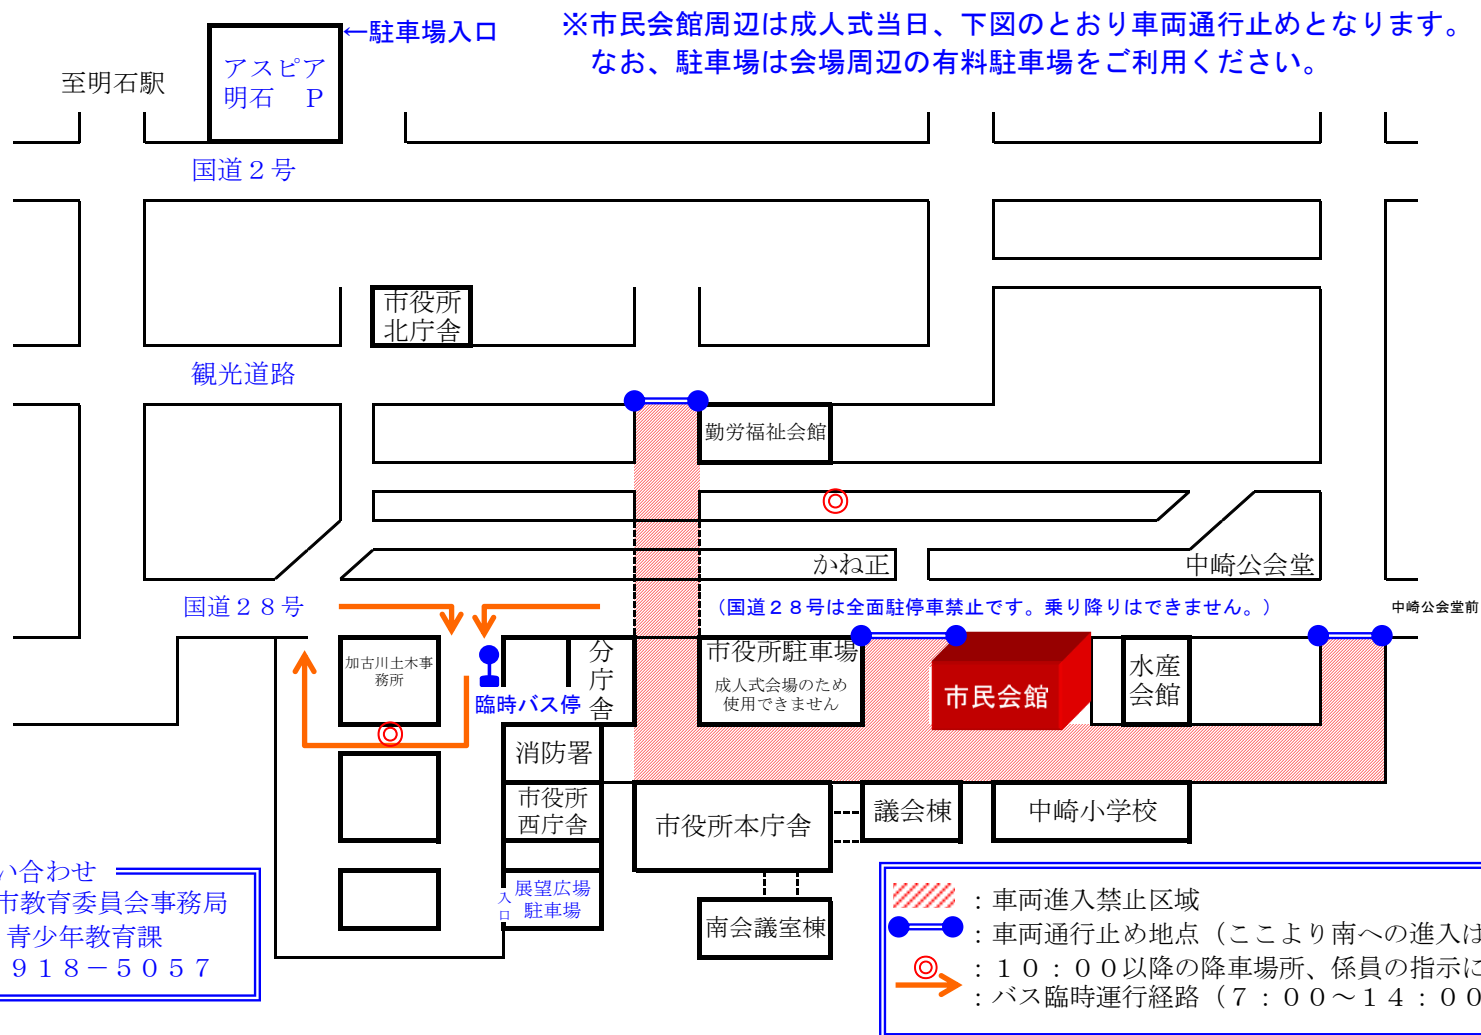 ※市民会館周辺は成人式当日、下図のとおり車両通行止めとなります。
なお、駐車場は会場周辺の有料駐車場をご利用ください。
←駐車場入口
至明石駅
アスピア
明石　Ｐ
国道２号
市役所
北庁舎
観光道路
勤労福祉会館
かね正
中崎公会堂
国道２８号
（国道２８号は全面駐停車禁止です。乗り降りはできません。）
中崎公会堂前
加古川土木事
務所
臨時バス停
分庁舎
市役所駐車場
成人式会場のため
使用できません
市民会館
水産
会館
消防署
市役所
西庁舎
市役所本庁舎
議会棟
中崎小学校
入口
展望広場
駐車場
南会議室棟
い合わせ
市教育委員会事務局
青少年教育課
９１８－５０５７
：車両進入禁止区域
：車両通行止め地点（ここより南への進入は
：１０：００以降の降車場所、係員の指示に
：バス臨時運行経路（７：００～１４：００